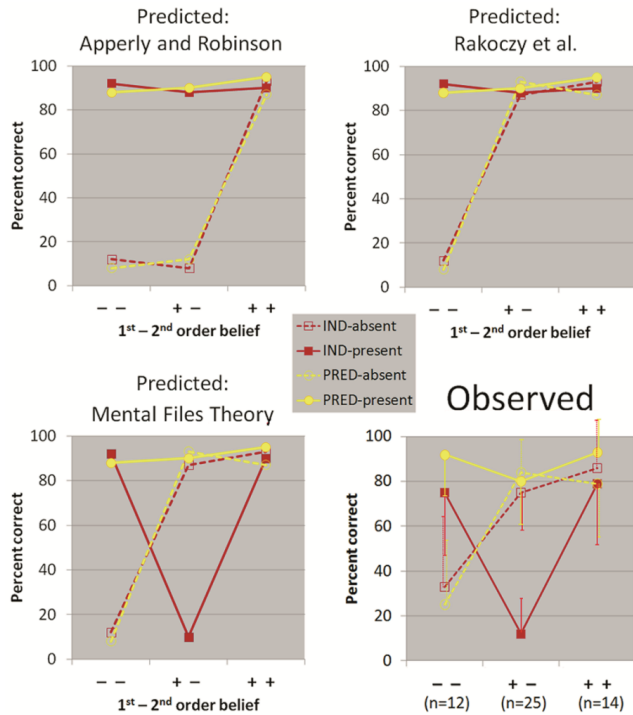 Predicted:
Apperly and Robinson
Percent correct
100
80
60
40
20
0
– –
+ –
+ +
1st – 2nd order belief
Predicted:
Rakoczy et al.
Percent correct
100
80
60
40
20
0
– –
+ –
+ +
1st – 2nd order belief
IND-absent
IND-present
PRED-absent
PRED-present
Predicted:
Mental Files Theory
Percent correct
100
80
60
40
20
0
– –
+ –
+ +
1st – 2nd order belief
Observed
Percent correct
100
80
60
40
20
0
– –
+ –
+ +
(n=12)
(n=25)
(n=14)